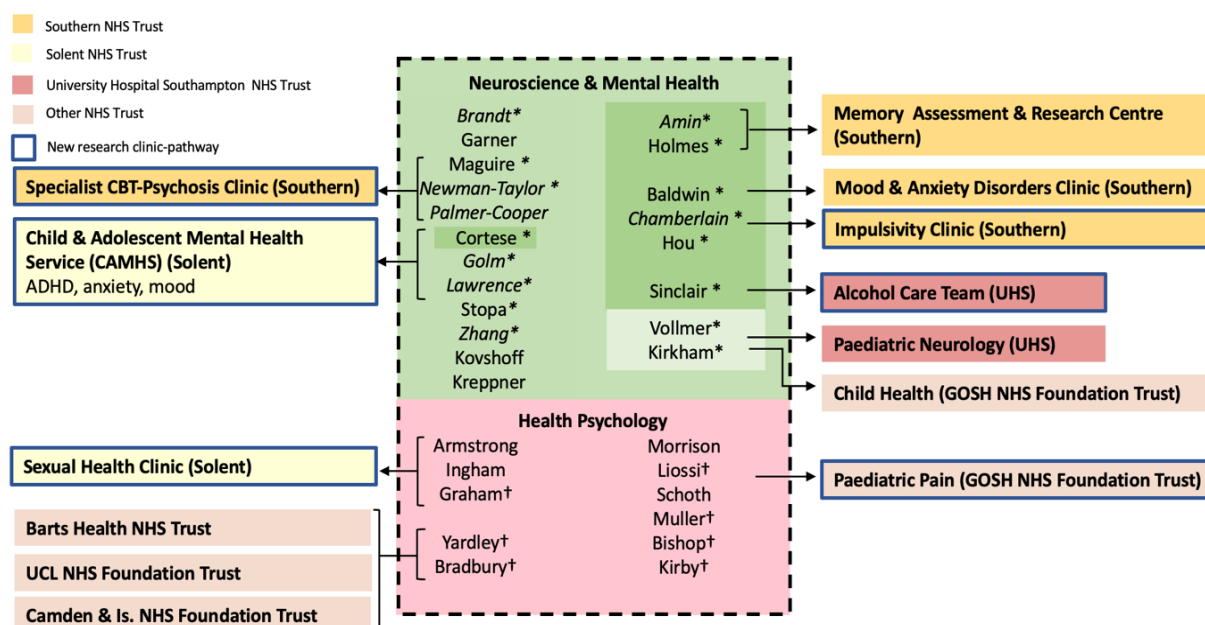 Southern NHS Trust
Solent NHS Trust
University Hospital Southampton NHS Trust
Other NHS Trust
New research clinic-pathway
Specialist CBT-Psychosis Clinic (Southern)
Child & Adolescent Mental Health
Service (CAMHS) (Solent)
ADHD, anxiety, mood
Sexual Health Clinic (Solent)
Barts Health NHS Trust
UCL NHS Foundation Trust
Camden & Is. NHS Foundation Trust
Neuroscience & Mental Health
Brandt*
Garner
Maguire *
Newman-Taylor *
Palmer-Cooper
Cortese *
Golm*
Lawrence*
Stopa*
Zhang*
Kovshoff
Kreppner
Amin*
Holmes *
Baldwin *
Chamberlain *
Hou *
Sinclair *
Vollmer*
Kirkham*
Health Psychology
Armstrong
Ingham
Graham†
Yardley†
Bradbury†
Morrison
Liossi†
Schoth
Muller†
Bishop†
Kirby†
Memory Assessment & Research Centre
(Southern)
Mood & Anxiety Disorders Clinic (Southern)
Impulsivity Clinic (Southern)
Alcohol Care Team (UHS)
Paediatric Neurology (UHS)
Child Health (GOSH NHS Foundation Trust)
Paediatric Pain (GOSH NHS Foundation Trust)